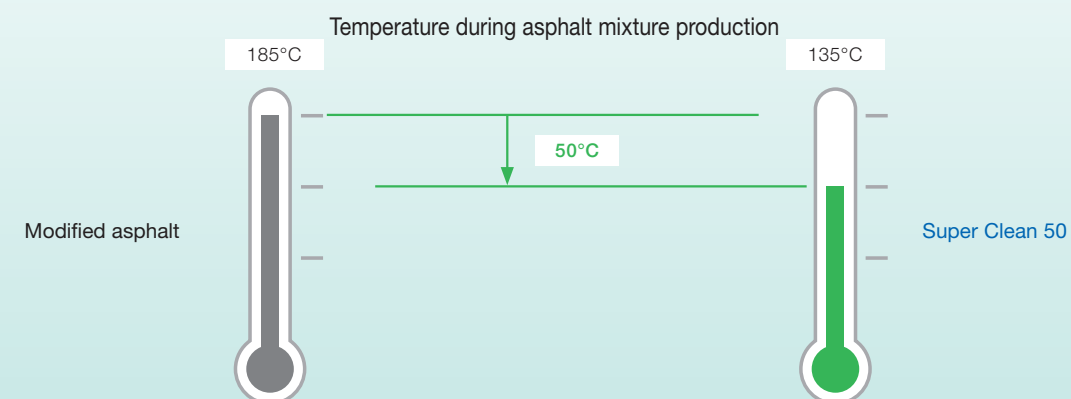 Temperature during asphalt mixture production
185°C
135°C
50°C
Modified asphalt
Super Clean 50